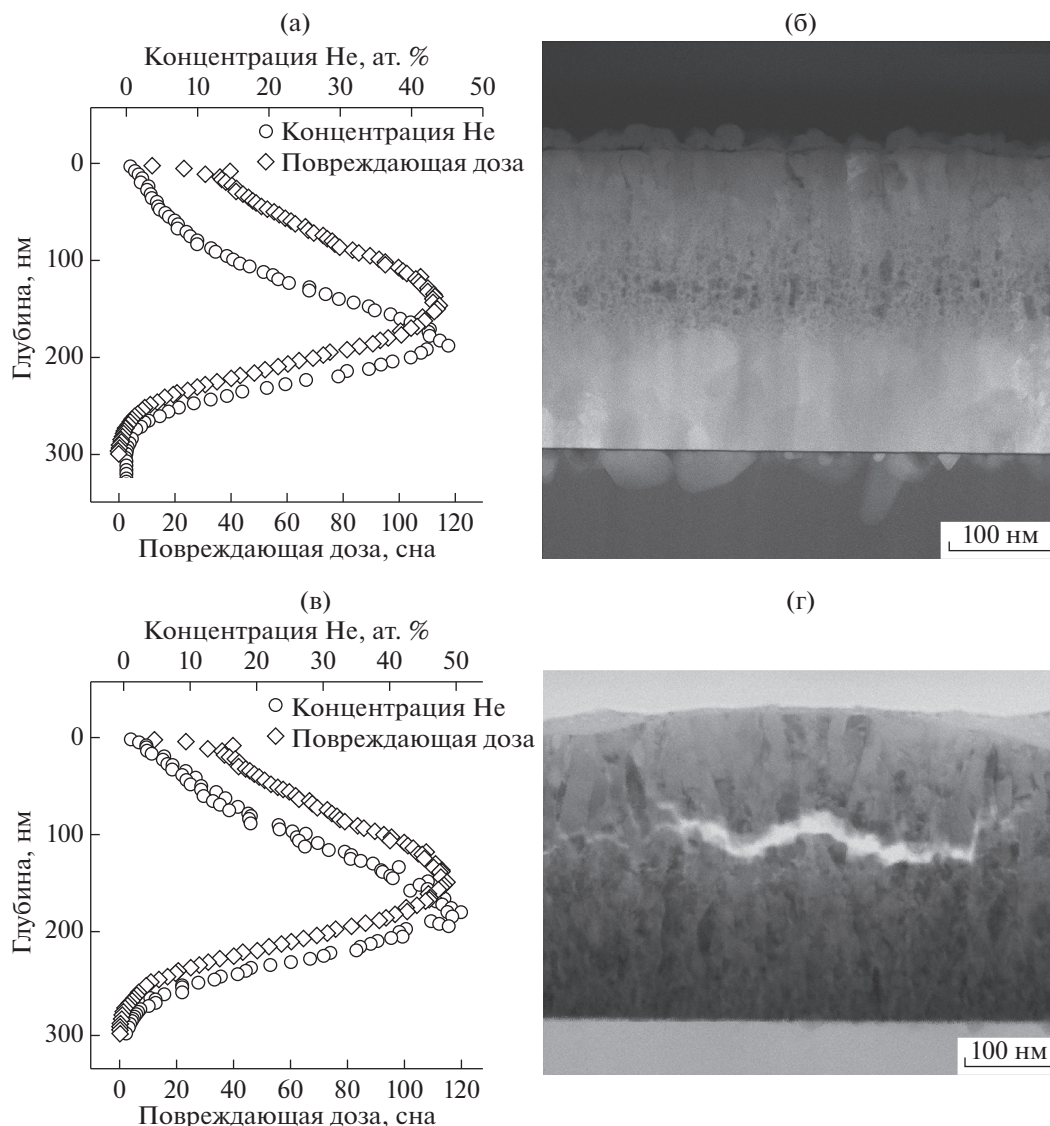 (а)
Концентрация He, ат. %
0 10 20 30 40 50
Концентрация He
Повреждающая доза
0
100
200
300
Глубина, нм
0 20 40 60 80 100 120
Повреждающая доза, сна
(б)
100 нм
(в)
Концентрация He, ат. %
0 10 20 30 40 50
Концентрация He
Повреждающая доза
0
100
200
300
Глубина, нм
0 20 40 60 80 100 120
Повреждающая доза, сна
(г)
100 нм